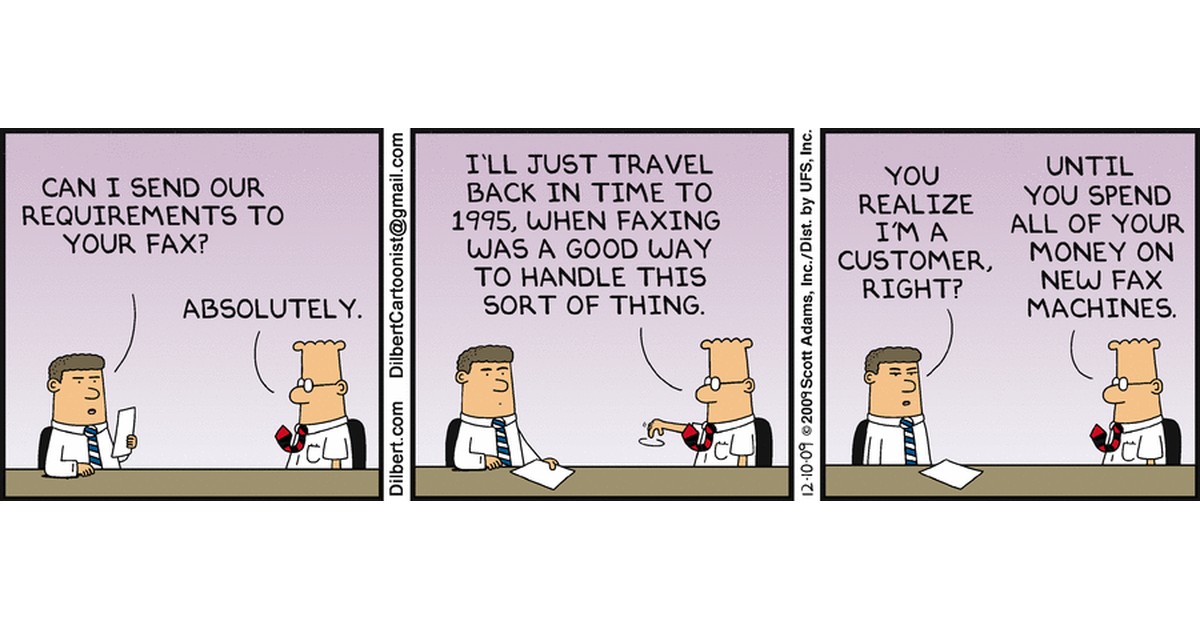 CAN I SEND OUR
REQUIREMENTS TO
YOUR FAX?
ABSOLUTELY.
DilbertCartoonist@gmail.com
Dilbert.com
I'LL JUST TRAVEL
BACK IN TIME TO
1995, WHEN FAXING
WAS A GOOD WAY
TO HANDLE THIS
SORT OF THING.
12-10-09 ©2009 Scott Adams, Inc./Dist. by UFS, Inc.
YOU
REALIZE
I'M A
CUSTOMER,
RIGHT?
UNTIL
YOU SPEND
ALL OF YOUR
MONEY ON
NEW FAX
MACHINES.